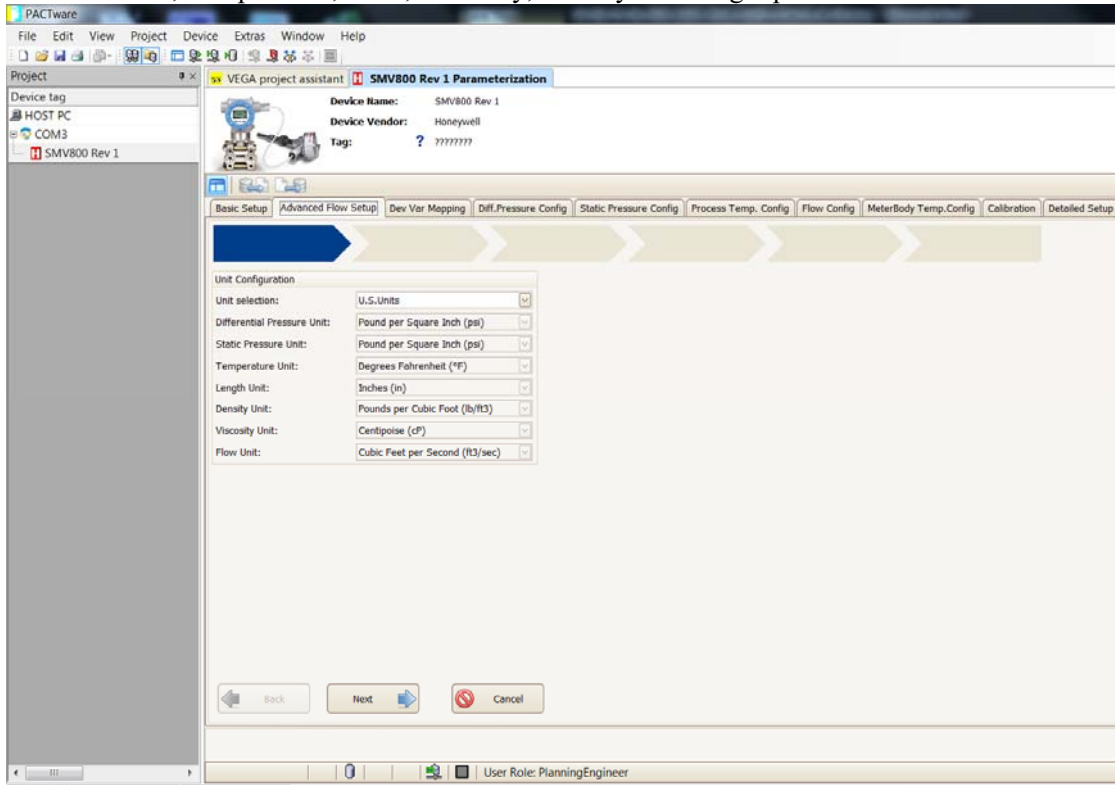 PACTware
File Edit View Project Device Extras Window Help
Project
VEGA project assistant
SMV800 Rev 1 Parameterization
Device tag
HOST PC
COM3
SMV800 Rev 1
Device Name: SMV800 Rev 1
Device Vendor: Honeywell
Tag: ? ????????
Basic Setup Advanced Flow Setup Dev Var Mapping Diff.Pressure Config Static Pressure Config Process Temp. Config Flow Config MeterBody Temp.Config Calibration Detailed Setup
Unit Configuration
Unit selection: U.S.Units
Differential Pressure Unit: Pound per Square Inch (psi)
Static Pressure Unit: Pound per Square Inch (psi)
Temperature Unit: Degrees Fahrenheit (°F)
Length Unit: Inches (in)
Density Unit: Pounds per Cubic Foot (lb/ft3)
Viscosity Unit: Centipoise (cP)
Flow Unit: Cubic Feet per Second (ft3/sec)
Back Next Cancel
User Role: PlanningEngineer